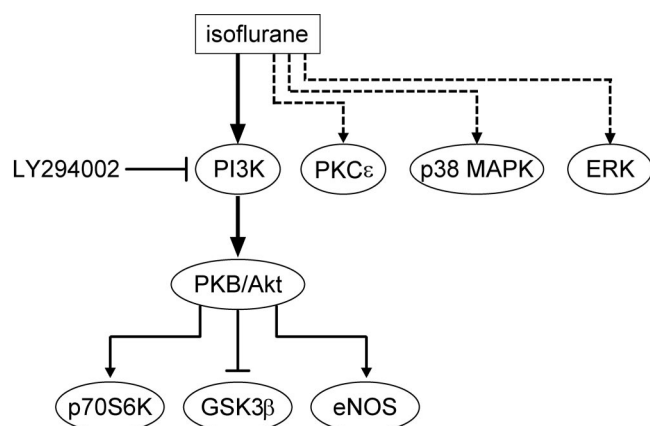 isoflurane
LY294002
PI3K
PKCε
p38 MAPK
ERK
PKB/Akt
p70S6K
GSK3β
eNOS